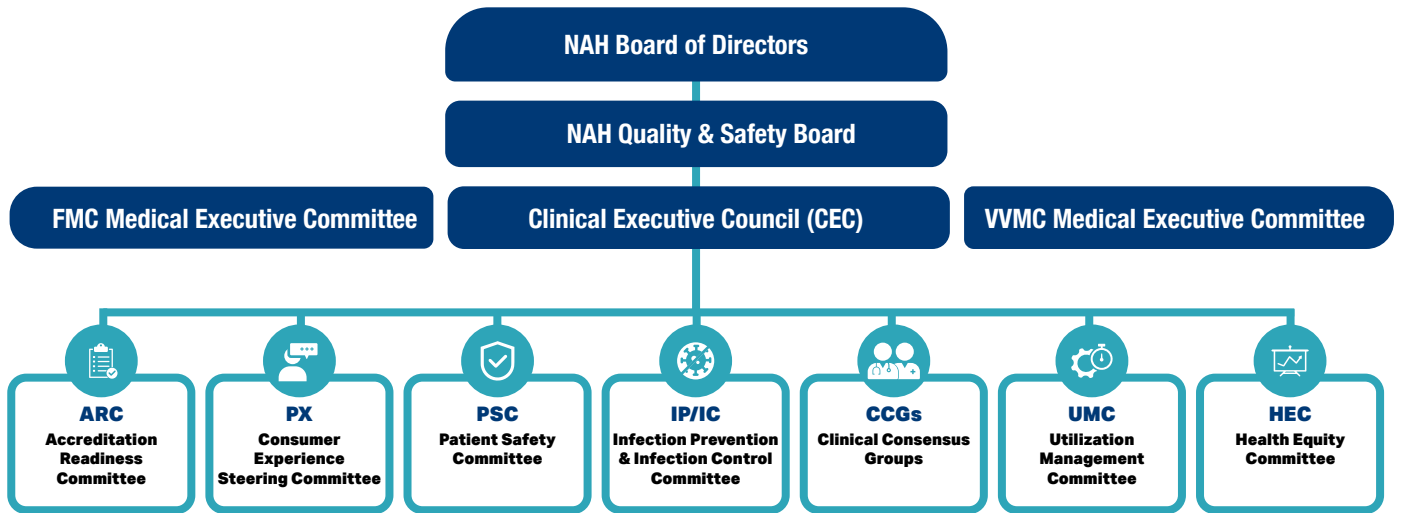 NAH Board of Directors
NAH Quality & Safety Board
FMC Medical Executive Committee
Clinical Executive Council (CEC)
VVMC Medical Executive Committee
ARC
Accreditation
Readiness
Committee
PX
Consumer
Experience
Steering Committee
PSC
Patient Safety
Committee
IP/IC
Infection Prevention
& Infection Control
Committee
CCGs
Clinical Consensus
Groups
UMC
Utilization
Management
Committee
HEC
Health Equity
Committee